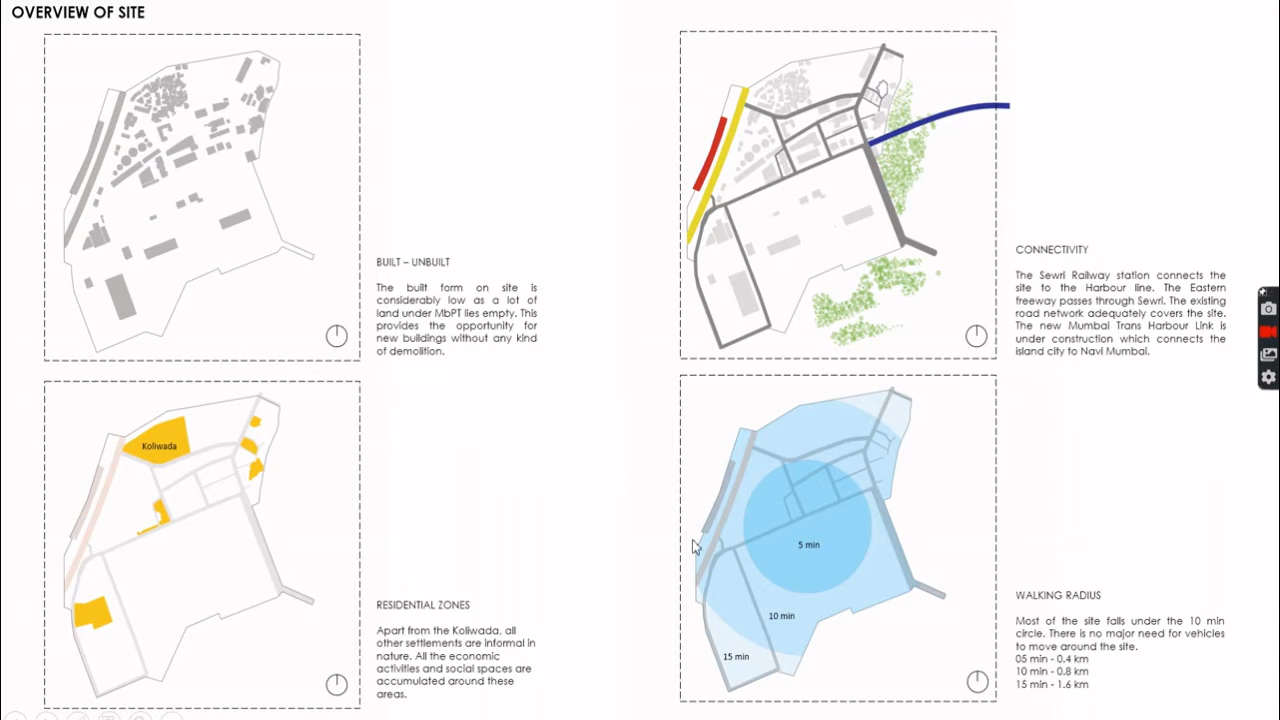 OVERVIEW OF SITE
BUILT – UNBUILT
The built form on site is
considerably low as a lot of
land under MbPT lies empty. This
provides the opportunity for
new buildings without any kind
of demolition.
CONNECTIVITY
The Sewri Railway station connects the
site to the Harbour line. The Eastern
freeway passes through Sewri. The existing
road network adequately covers the site.
The new Mumbai Trans Harbour Link is
under construction which connects the
island city to Navi Mumbai.
Koliwada
RESIDENTIAL ZONES
Apart from the Koliwada, all
other settlements are informal in
nature. All the economic
activities and social spaces are
accumulated around these
areas.
5 min
10 min
15 min
WALKING RADIUS
Most of the site falls under the 10 min
circle. There is no major need for vehicles
to move around the site.
05 min - 0.4 km
10 min - 0.8 km
15 min - 1.6 km